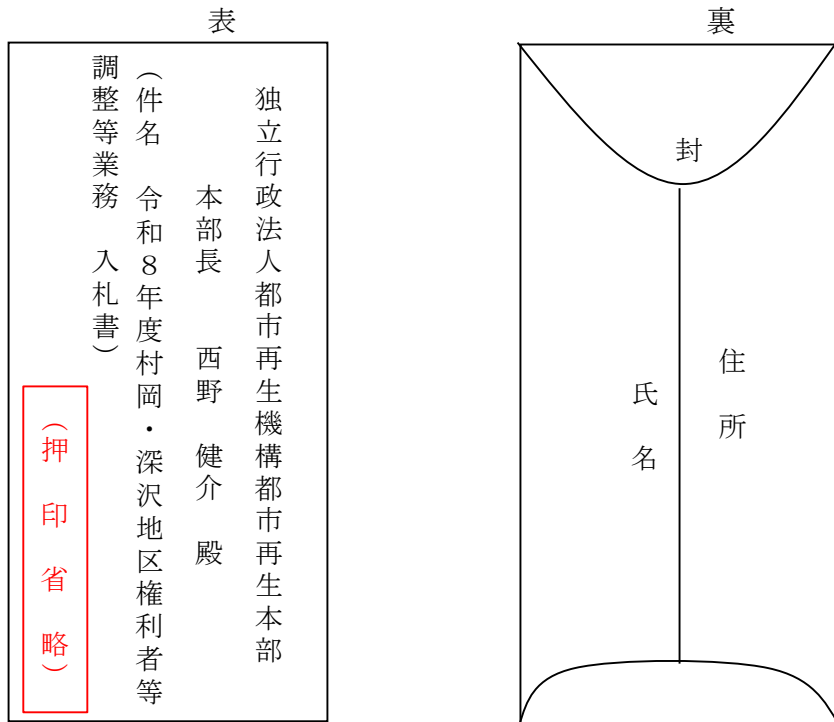 表
独立行政法人都市再生機構都市再生本部
本部長　西野　健介　殿
（件名　令和８年度村岡・深沢地区権利者等
調整等業務　入札書）
（押印省略）
裏
封
住所
氏名